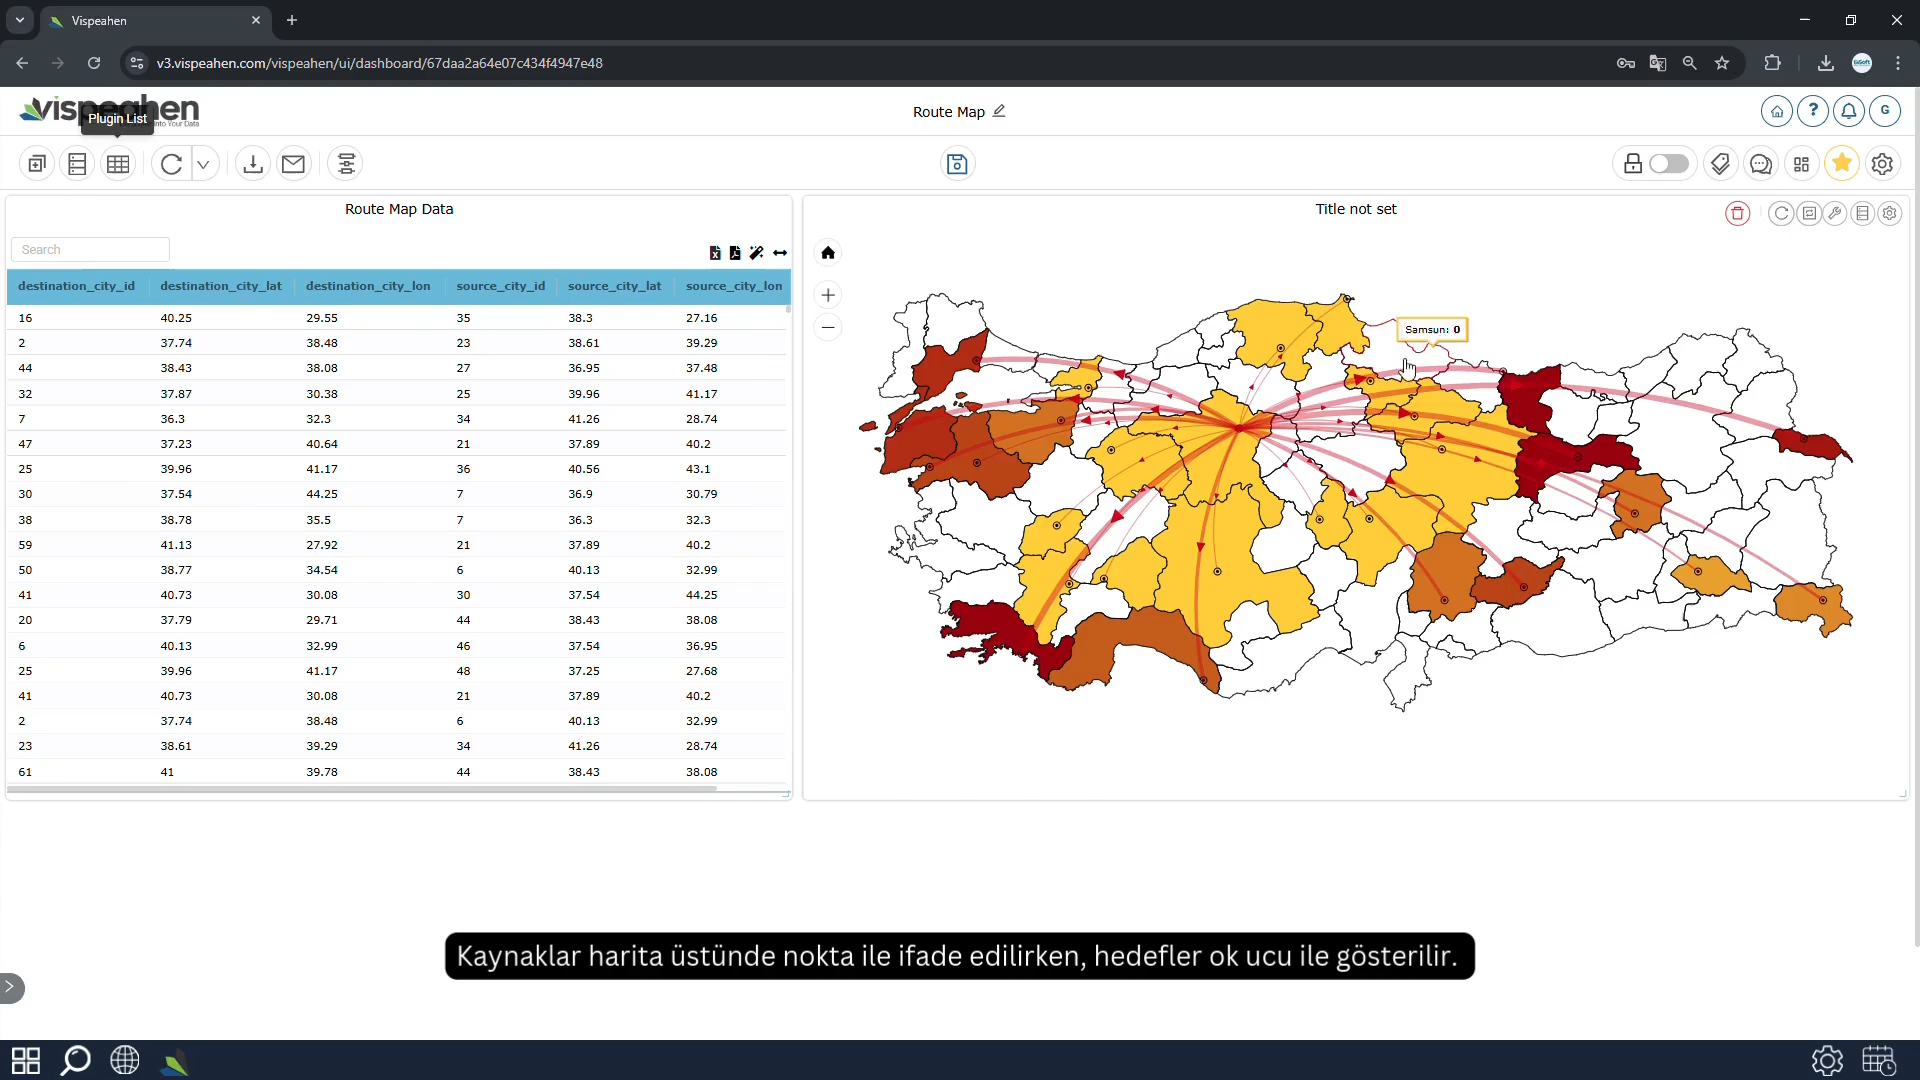 Vispeahen
v3.vispeahen.com/vispeahen/ui/dashboard/67daa2a64e07c434f4947e48
vispeahen
Plugin List
Route Map
?
G
Route Map Data
Title not set
Search
destination_city_id destination_city_lat destination_city_lon source_city_id source_city_lat source_city_lon
16 40.25 29.55 35 38.3 27.16
2 37.74 38.48 23 38.61 39.29
44 38.43 38.08 27 36.95 37.48
32 37.87 30.38 25 39.96 41.17
7 36.3 32.3 34 41.26 28.74
47 37.23 40.64 21 37.89 40.2
25 39.96 41.17 36 40.56 43.1
30 37.54 44.25 7 36.9 30.79
38 38.78 35.5 7 36.3 32.3
59 41.13 27.92 21 37.89 40.2
50 38.77 34.54 6 40.13 32.99
41 40.73 30.08 30 37.54 44.25
20 37.79 29.71 44 38.43 38.08
6 40.13 32.99 46 37.54 36.95
25 39.96 41.17 48 37.25 27.68
41 40.73 30.08 21 37.89 40.2
2 37.74 38.48 6 40.13 32.99
23 38.61 39.29 34 41.26 28.74
61 41 39.78 44 38.43 38.08
Samsun: 0
Kaynaklar harita üstünde nokta ile ifade edilirken, hedefler ok ucu ile gösterilir.